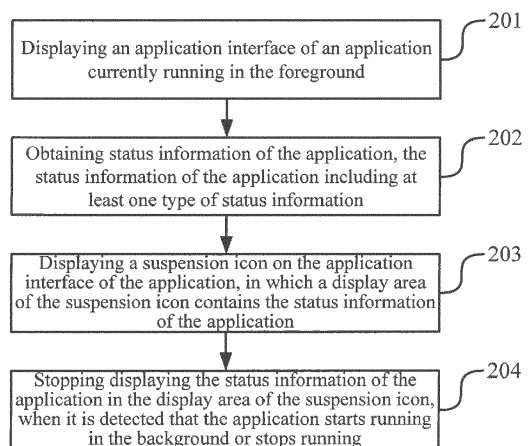 201
Displaying an application interface of an application
currently running in the foreground
202
Obtaining status information of the application, the
status information of the application including at
least one type of status information
203
Displaying a suspension icon on the application
interface of the application, in which a display area
of the suspension icon contains the status information
of the application
204
Stopping displaying the status information of the
application in the display area of the suspension icon,
when it is detected that the application starts running
in the background or stops running